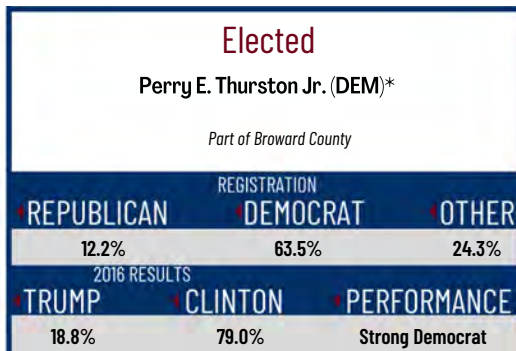 Elected
Perry E. Thurston Jr. (DEM)*
Part of Broward County
REGISTRATION
REPUBLICAN DEMOCRAT OTHER
12.2% 63.5% 24.3%
2016 RESULTS
TRUMP CLINTON PERFORMANCE
18.8% 79.0% Strong Democrat